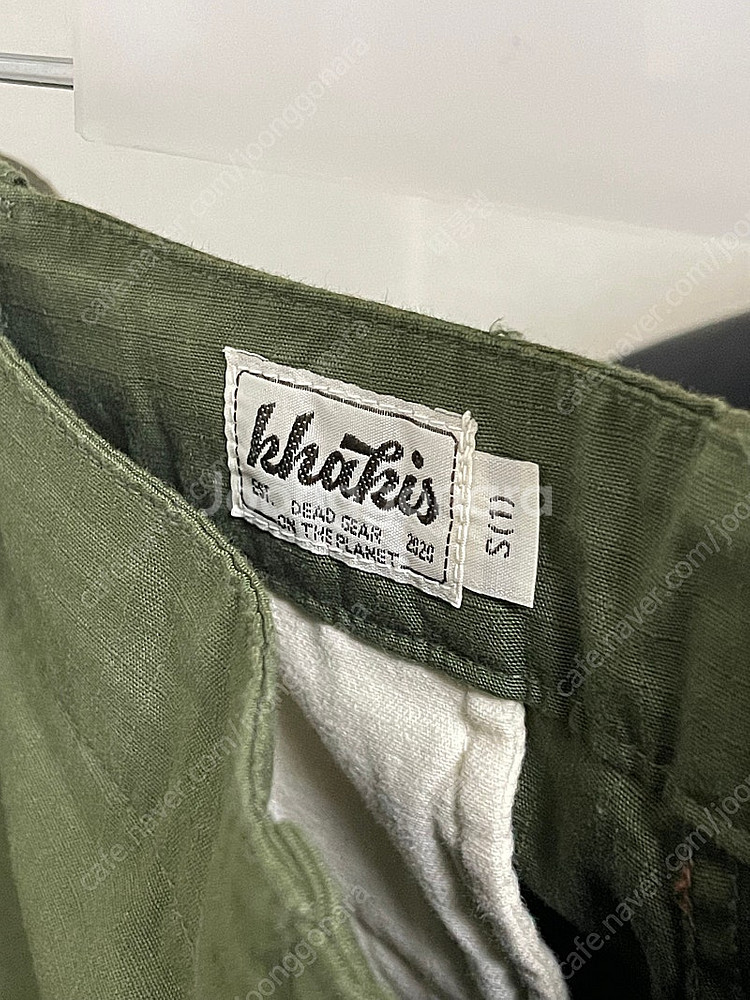 khakis
EST. DEAD GEAR 2020
ON THE PLANET
S(1)
cafe.naver.com/joonggonara